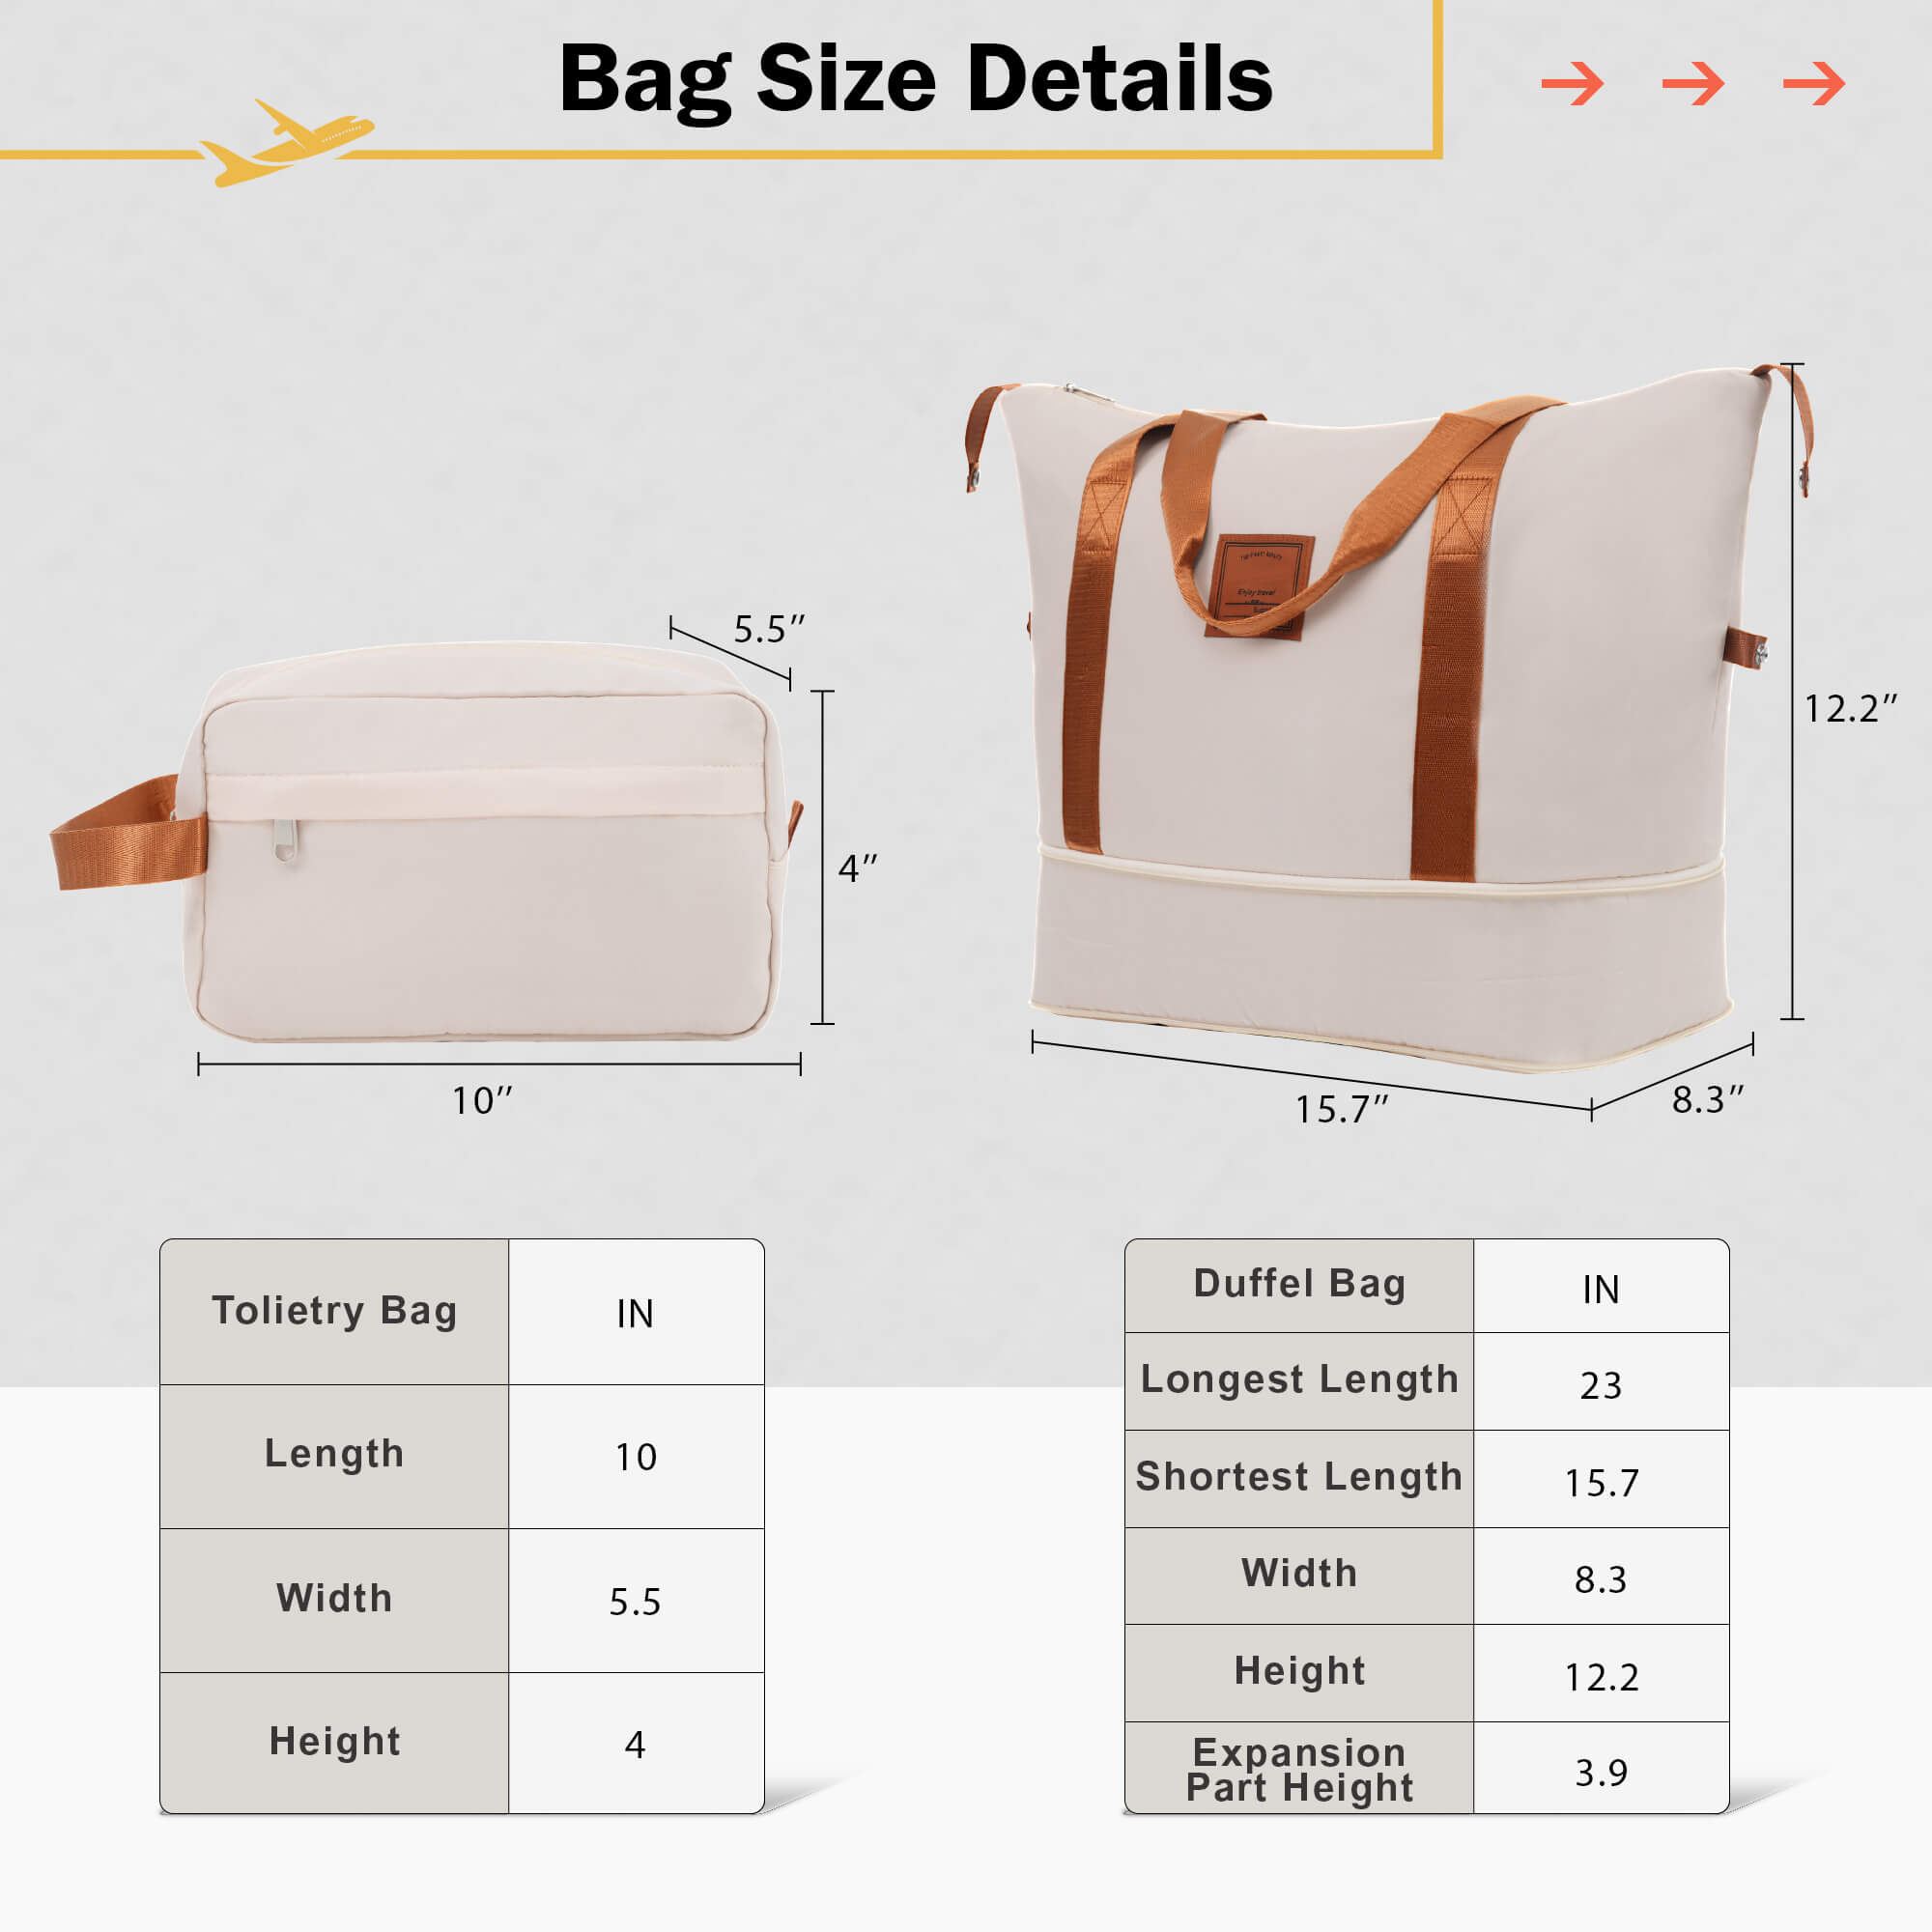 Bag Size Details
5.5″
4″
10″
Enjoy travel
12.2″
15.7″
8.3″
Tolietry Bag IN
Length 10
Width 5.5
Height 4
Duffel Bag IN
Longest Length 23
Shortest Length 15.7
Width 8.3
Height 12.2
Expansion
Part Height 3.9